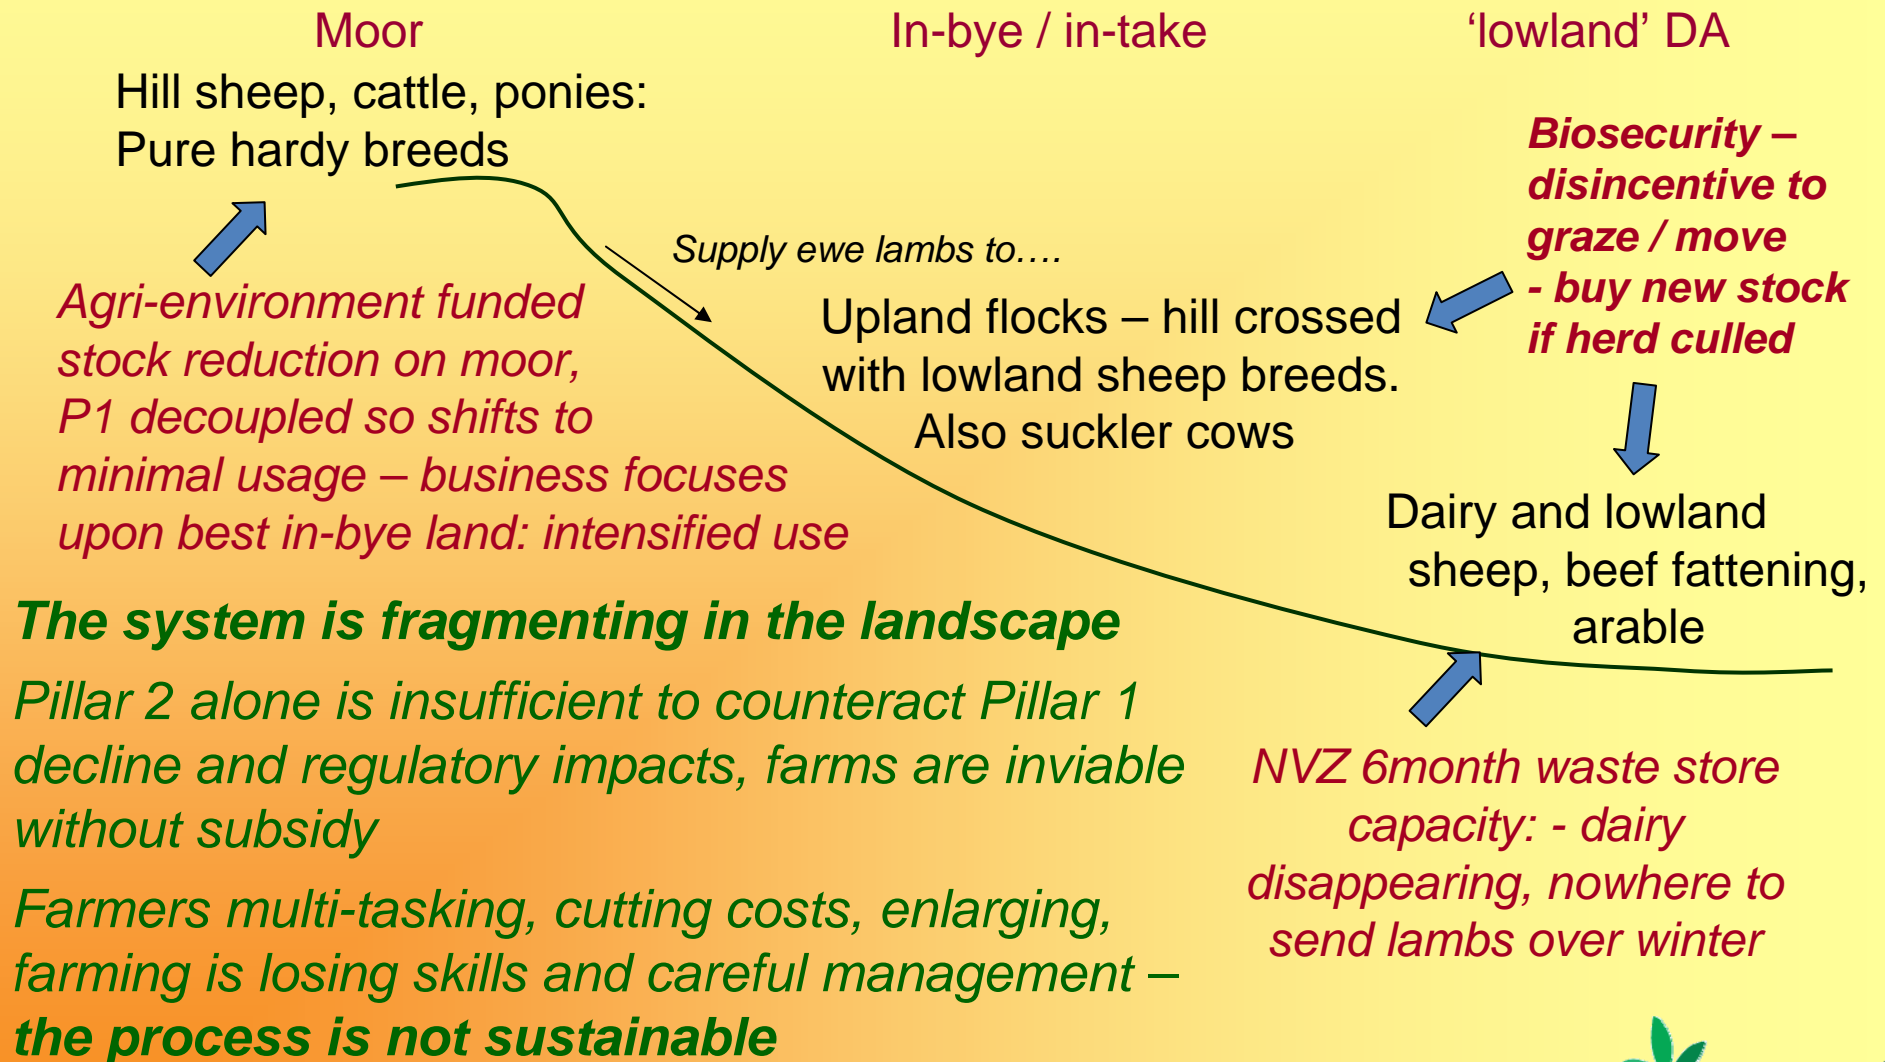 Moor
In-bye / in-take
‘lowland’ DA
Hill sheep, cattle, ponies:
Pure hardy breeds
Biosecurity –
disincentive to
graze / move
- buy new stock
if herd culled
Supply ewe lambs to….
Agri-environment funded
stock reduction on moor,
P1 decoupled so shifts to
minimal usage – business focuses
upon best in-bye land: intensified use
Upland flocks – hill crossed
with lowland sheep breeds.
Also suckler cows
Dairy and lowland
sheep, beef fattening,
arable
The system is fragmenting in the landscape
Pillar 2 alone is insufficient to counteract Pillar 1
decline and regulatory impacts, farms are inviable
without subsidy
Farmers multi-tasking, cutting costs, enlarging,
farming is losing skills and careful management –
the process is not sustainable
NVZ 6month waste store
capacity: - dairy
disappearing, nowhere to
send lambs over winter